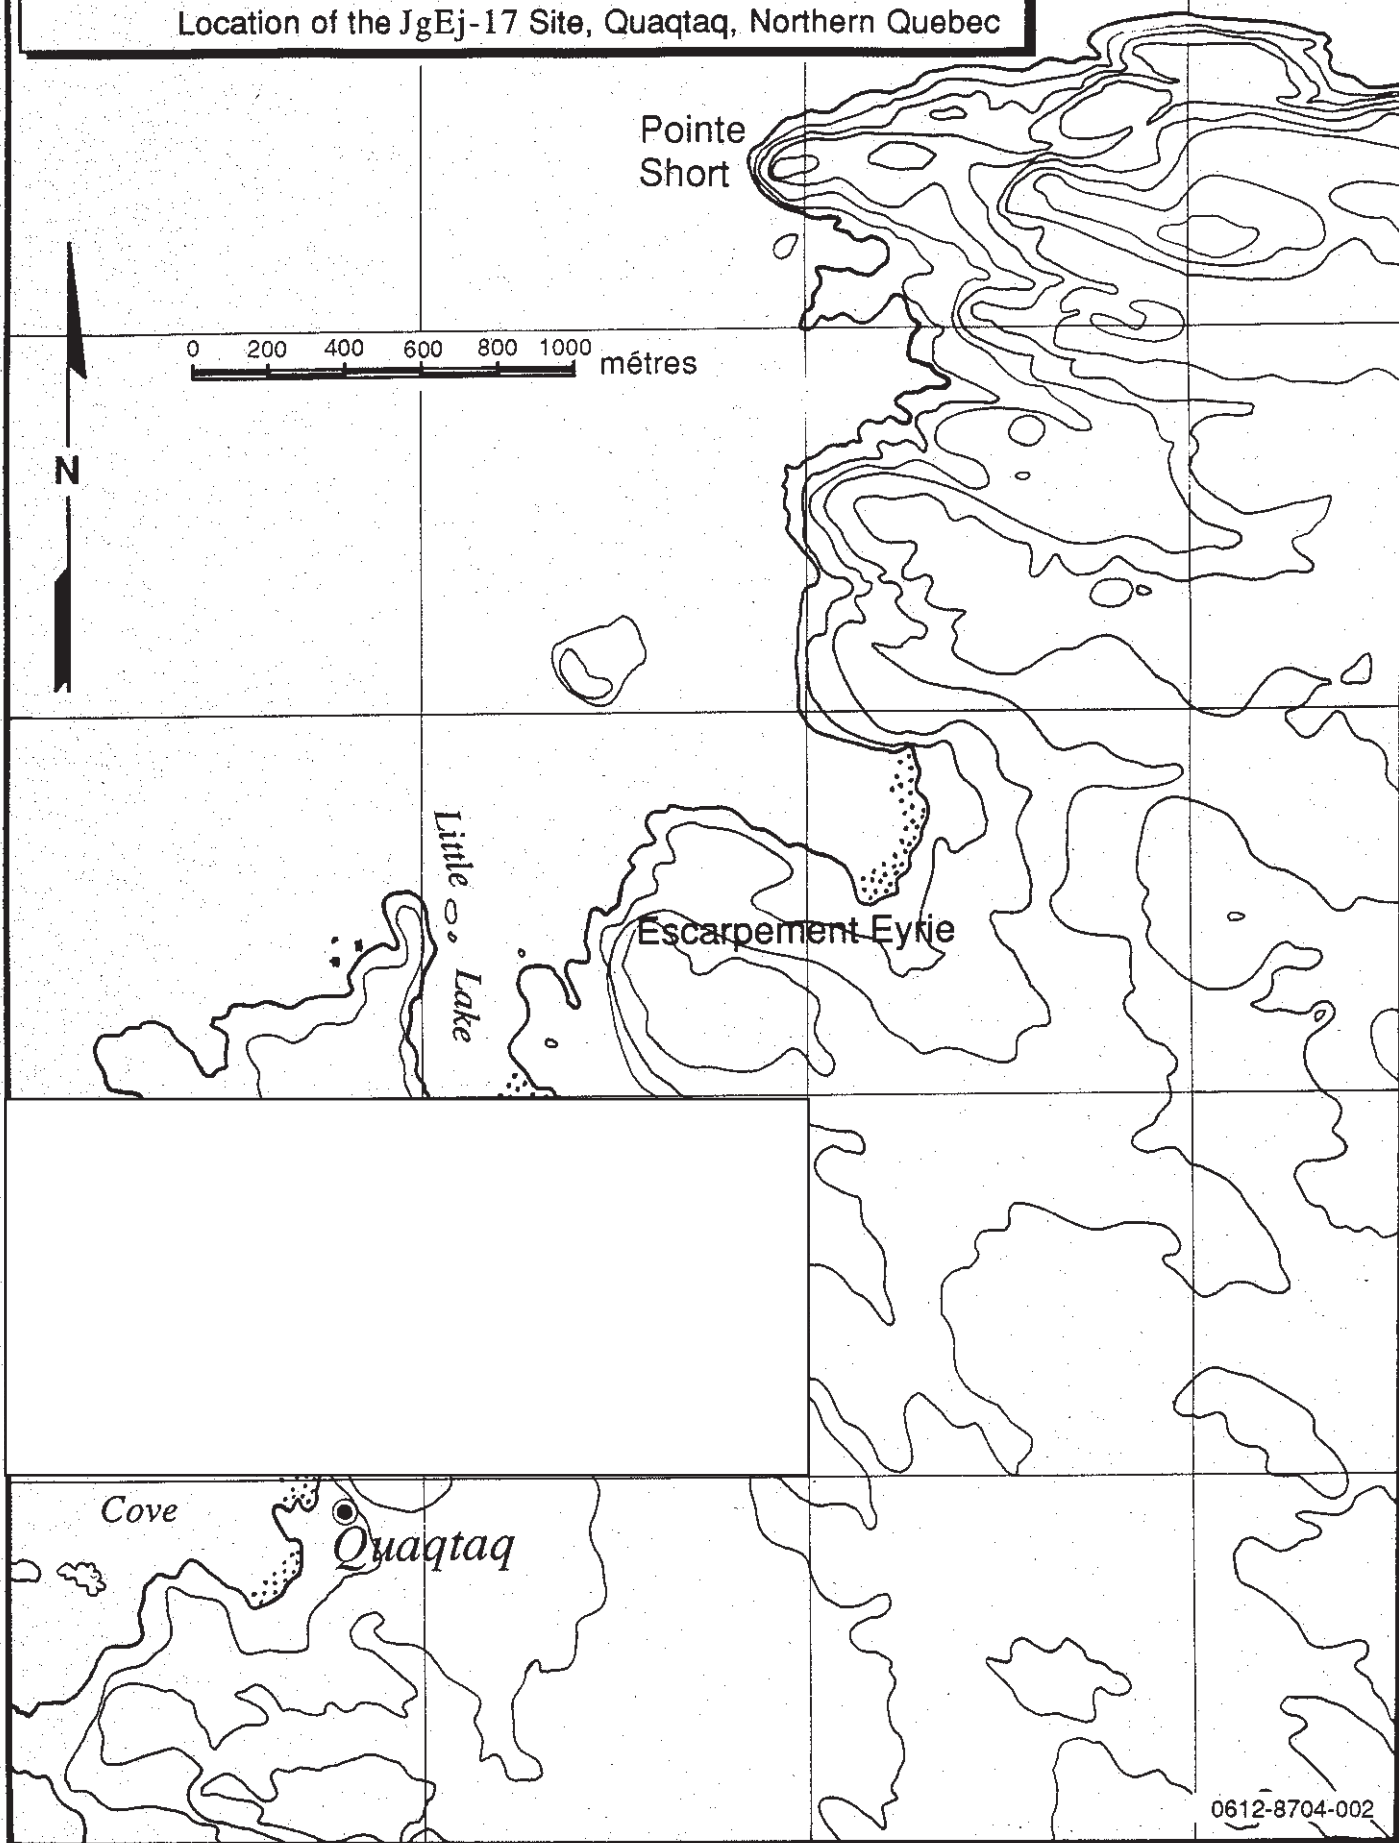 Location of the JgEj-17 Site, Quaqtaq, Northern Quebec
Pointe
Short
0 200 400 600 800 1000 métres
N
Little
Lake
Escarpement Eyrie
Cove
Quaqtaq
0612-8704-002